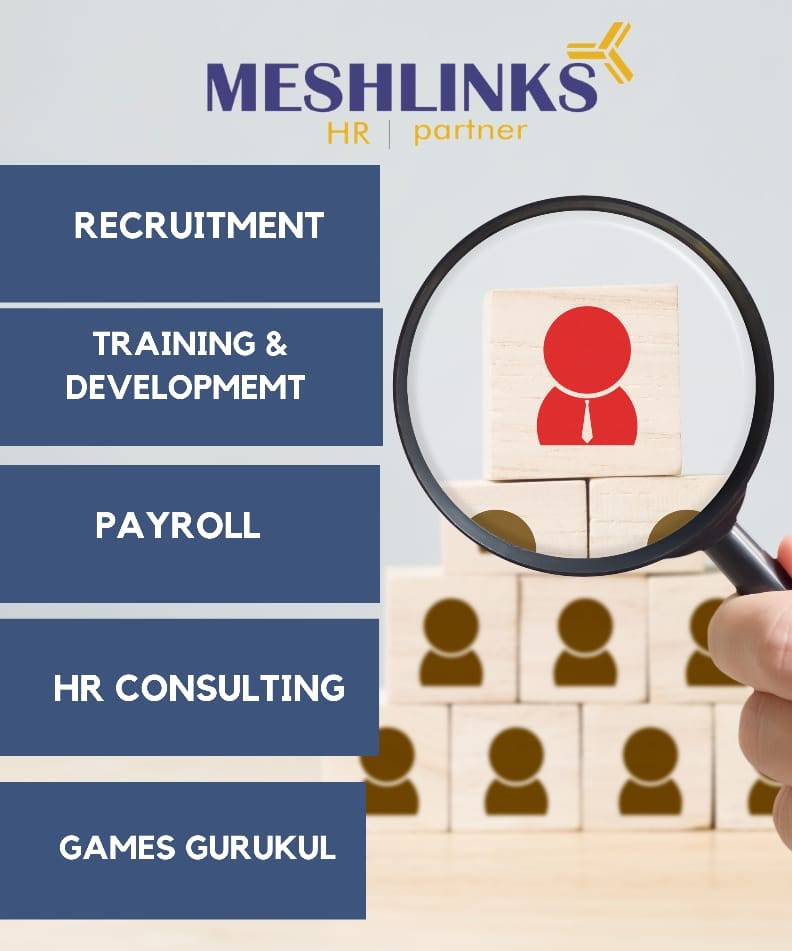 MESHLINKS
HR | partner
RECRUITMENT
TRAINING &
DEVELOPMEMT
PAYROLL
HR CONSULTING
GAMES GURUKUL